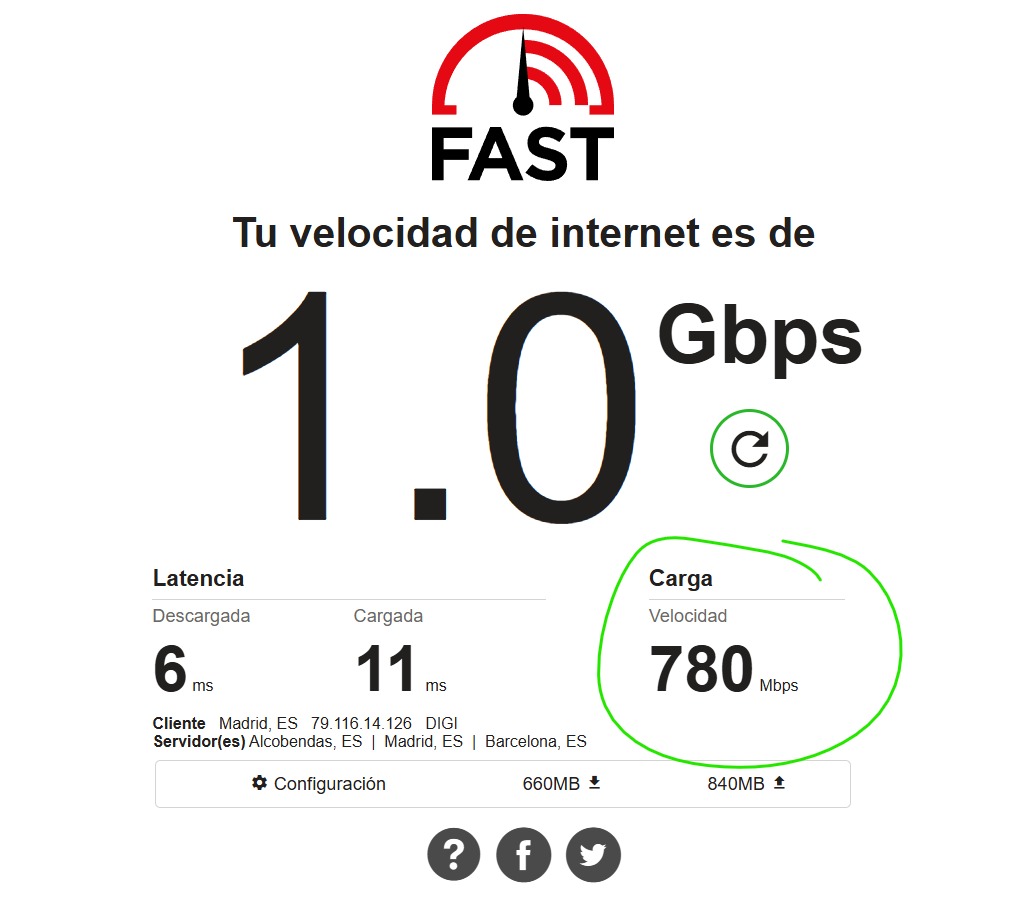 FAST
Tu velocidad de internet es de
1.0 Gbps
Latencia
Carga
Descargada Cargada
Velocidad
6 ms 11 ms
780 Mbps
Cliente Madrid, ES 79.116.14.126 DIGI
Servidor(es) Alcobendas, ES | Madrid, ES | Barcelona, ES
Configuración 660MB 840MB
?
f